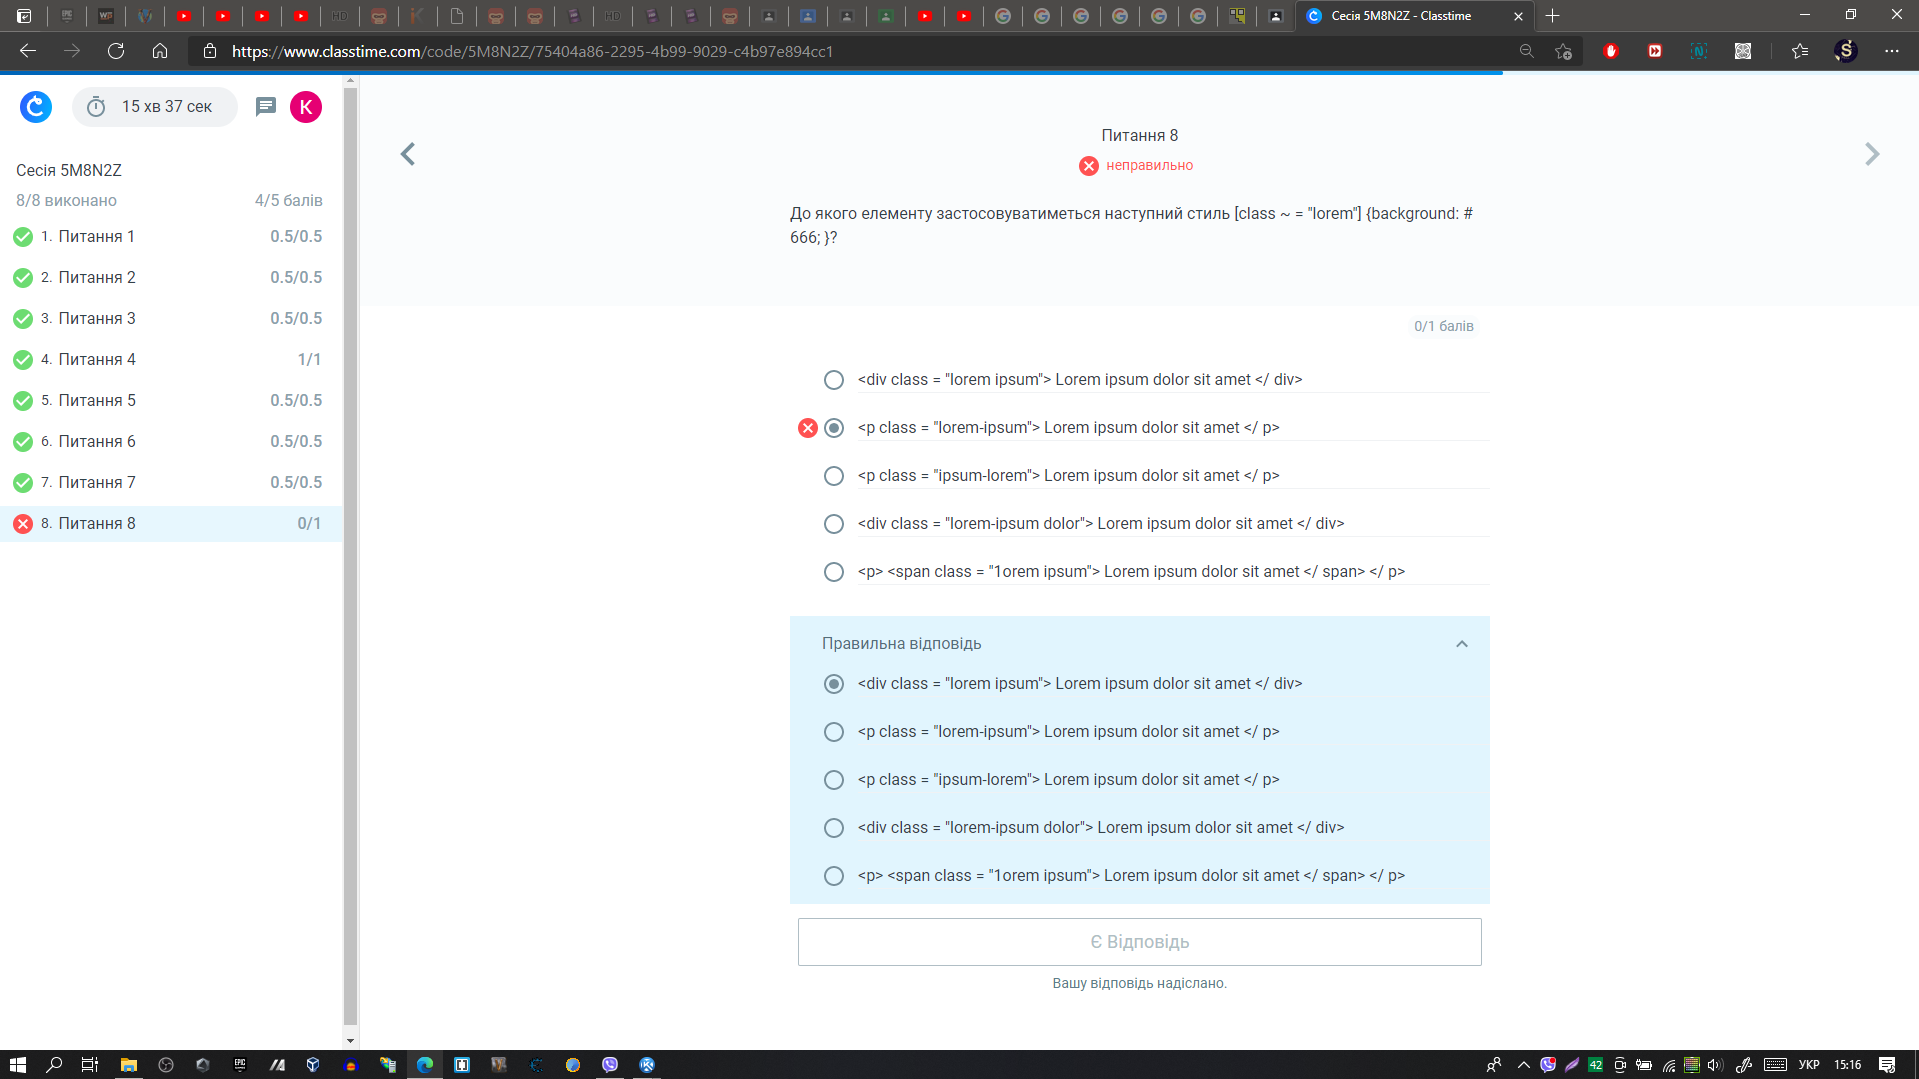 Сесія 5M8N2Z - Classtime
https://www.classtime.com/code/5M8N2Z/75404a86-2295-4b99-9029-c4b97e894cc1
15 хв 37 сек
K
Сесія 5M8N2Z
8/8 виконано 4/5 балів
1. Питання 1 0.5/0.5
2. Питання 2 0.5/0.5
3. Питання 3 0.5/0.5
4. Питання 4 1/1
5. Питання 5 0.5/0.5
6. Питання 6 0.5/0.5
7. Питання 7 0.5/0.5
8. Питання 8 0/1
Питання 8
неправильно
До якого елементу застосовуватиметься наступний стиль [class ~ = "lorem"] {background: #
666; }?
0/1 балів
<div class = "lorem ipsum"> Lorem ipsum dolor sit amet </ div>
<p class = "lorem-ipsum"> Lorem ipsum dolor sit amet </ p>
<p class = "ipsum-lorem"> Lorem ipsum dolor sit amet </ p>
<div class = "lorem-ipsum dolor"> Lorem ipsum dolor sit amet </ div>
<p> <span class = "1orem ipsum"> Lorem ipsum dolor sit amet </ span> </ p>
Правильна відповідь
<div class = "lorem ipsum"> Lorem ipsum dolor sit amet </ div>
<p class = "lorem-ipsum"> Lorem ipsum dolor sit amet </ p>
<p class = "ipsum-lorem"> Lorem ipsum dolor sit amet </ p>
<div class = "lorem-ipsum dolor"> Lorem ipsum dolor sit amet </ div>
<p> <span class = "1orem ipsum"> Lorem ipsum dolor sit amet </ span> </ p>
Є Відповідь
Вашу відповідь надіслано.
42 УКР 15:16